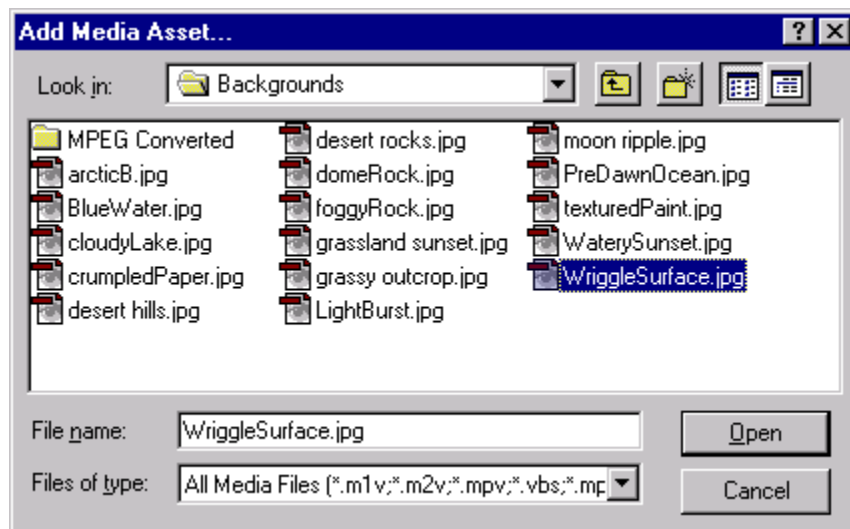 Add Media Asset...
Look in: Backgrounds
MPEG Converted
arcticB.jpg
BlueWater.jpg
cloudyLake.jpg
crumpledPaper.jpg
desert hills.jpg
desert rocks.jpg
domeRock.jpg
foggyRock.jpg
grassland sunset.jpg
grassy outcrop.jpg
LightBurst.jpg
moon ripple.jpg
PreDawnOcean.jpg
texturedPaint.jpg
WaterySunset.jpg
WriggleSurface.jpg
File name: WriggleSurface.jpg
Open
Files of type: All Media Files (*.m1v;*.m2v;*.mpv;*.vbs;*.mp
Cancel